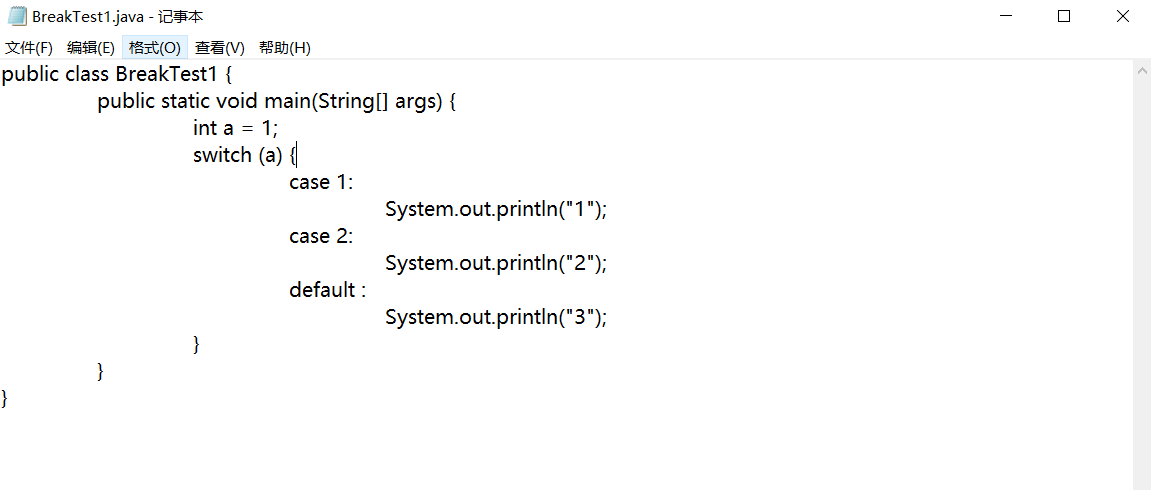 BreakTest1.java - 记事本
文件(F) 编辑(E) 格式(O) 查看(V) 帮助(H)
public class BreakTest1 {
public static void main(String[] args) {
int a = 1;
switch (a) {
case 1:
System.out.println("1");
case 2:
System.out.println("2");
default :
System.out.println("3");
}
}
}